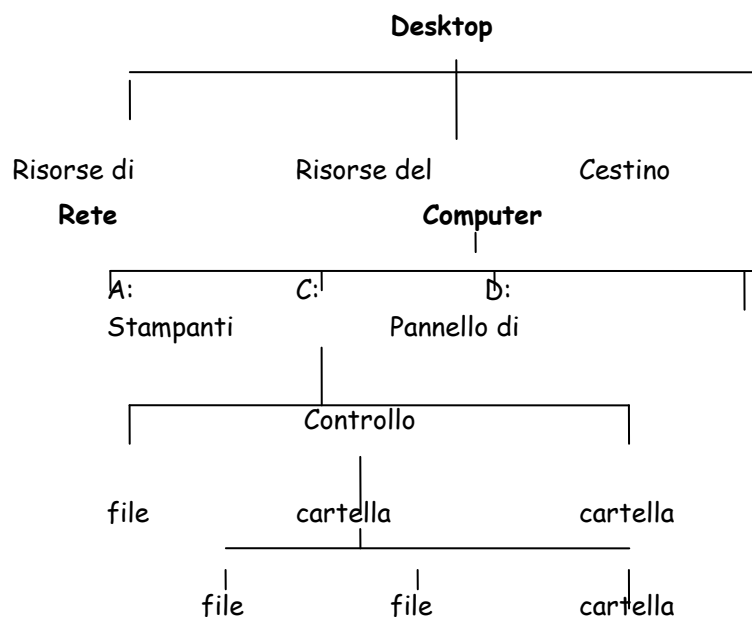 Desktop
Risorse di Risorse del Cestino
Rete Computer
A: C: D:
Stampanti Pannello di
Controllo
file cartella cartella
file file cartella